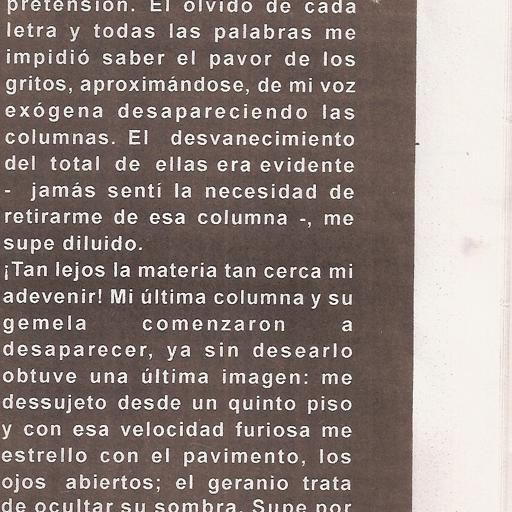 pretensión. El olvido de cada
letra y todas las palabras me
impidió saber el pavor de los
gritos, aproximándose, de mi voz
exógena desapareciendo las
columnas. El desvanecimiento
del total de ellas era evidente
- jamás sentí la necesidad de
retirarme de esa columna -, me
supe diluido.
¡Tan lejos la materia tan cerca mi
adevenir! Mi última columna y su
gemela comenzaron a
desaparecer, ya sin desearlo
obtuve una última imagen: me
dessujeto desde un quinto piso
y con esa velocidad furiosa me
estrello con el pavimento, los
ojos abiertos; el geranio trata
de ocultar su sombra. Supe por